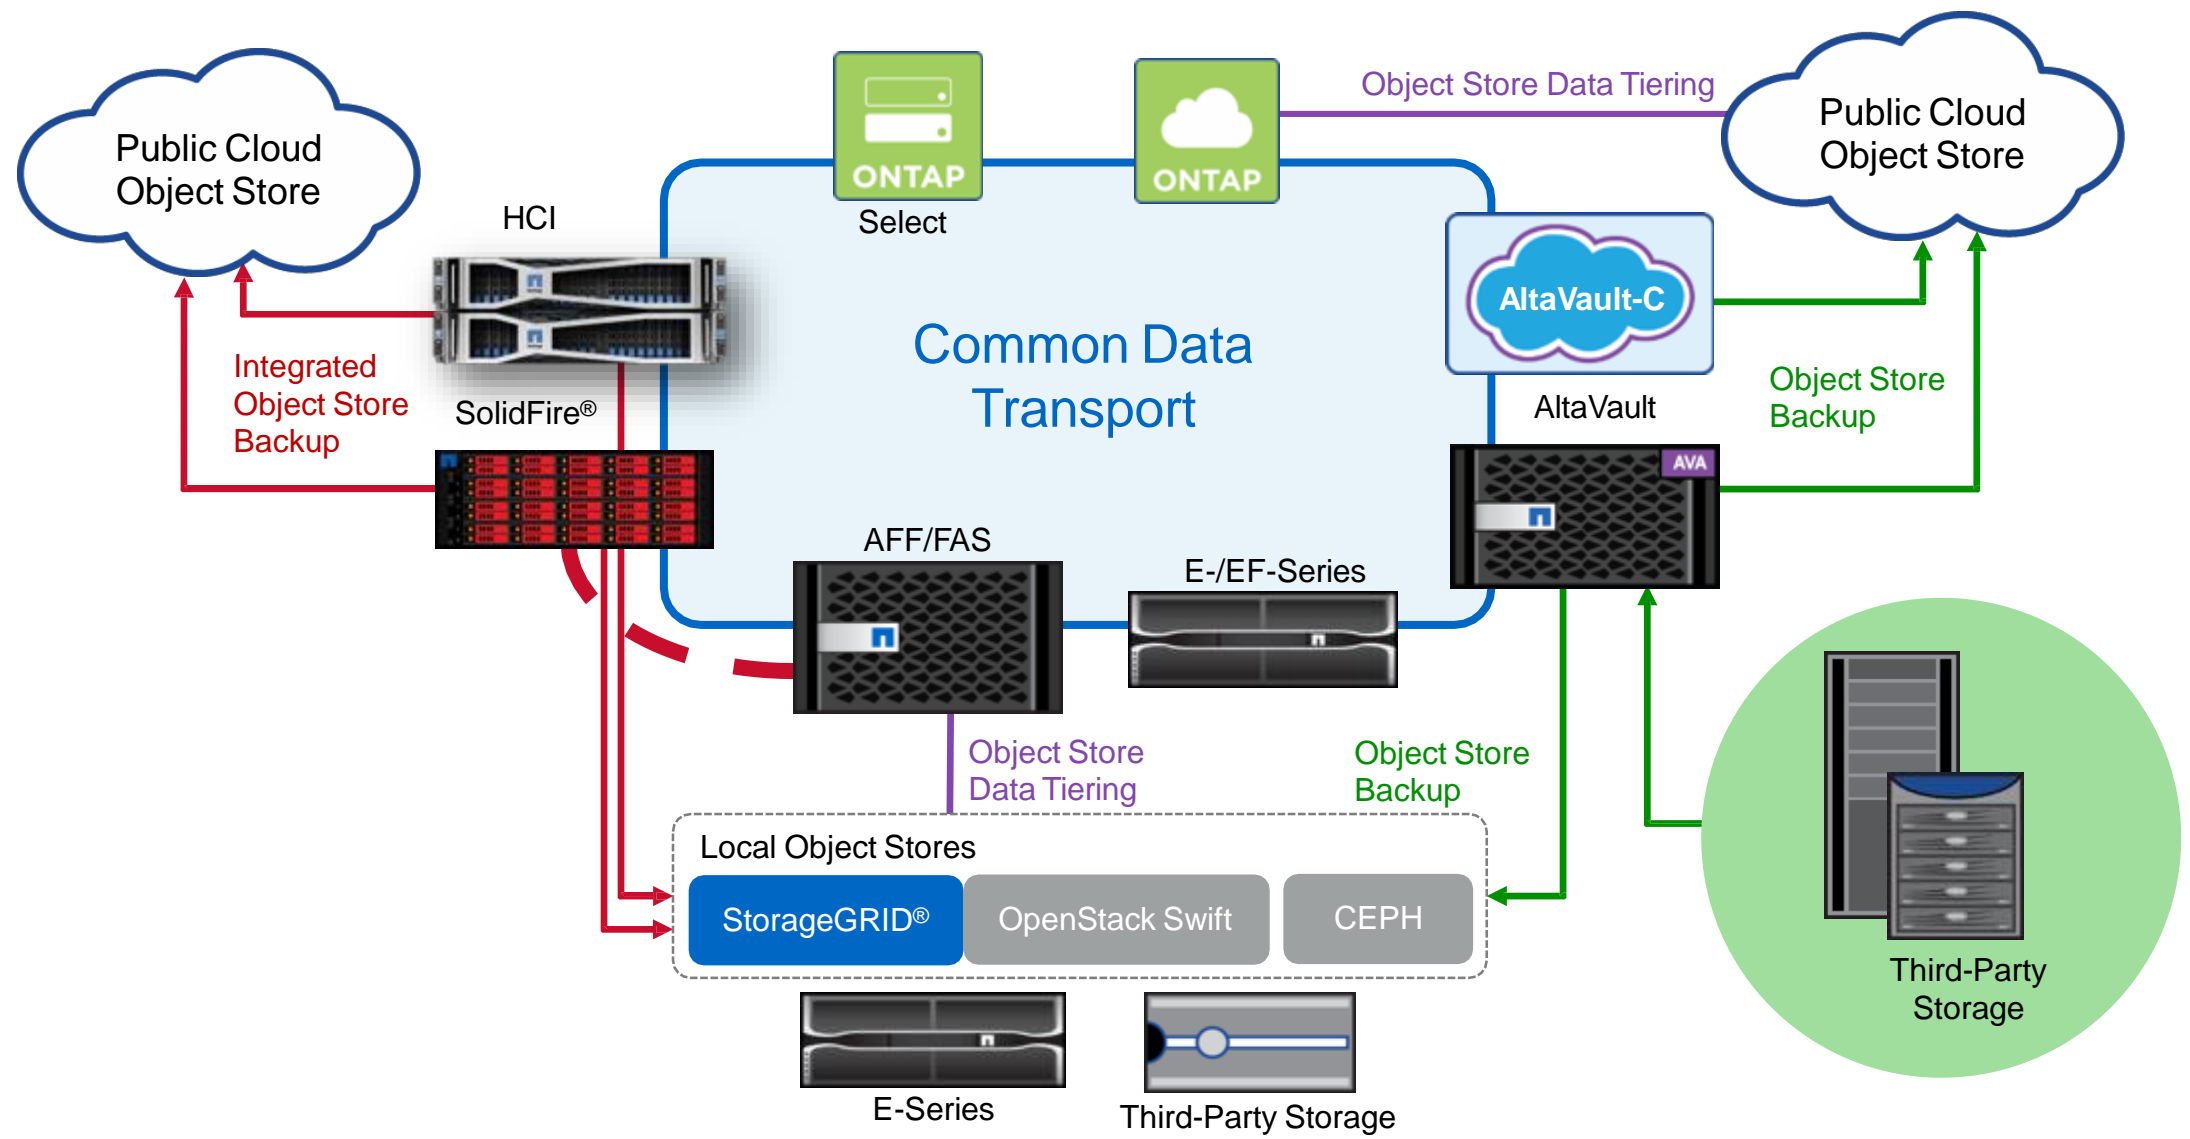 Public Cloud
Object Store
HCI
ONTAP
Select
ONTAP
Object Store Data Tiering
Public Cloud
Object Store
AltaVault-C
AltaVault
AVA
Object Store
Backup
Integrated
Object Store
Backup
SolidFire®
Common Data
Transport
AFF/FAS
E-/EF-Series
Object Store
Data Tiering
Object Store
Backup
Local Object Stores
StorageGRID®
OpenStack Swift
CEPH
Third-Party
Storage
E-Series
Third-Party Storage